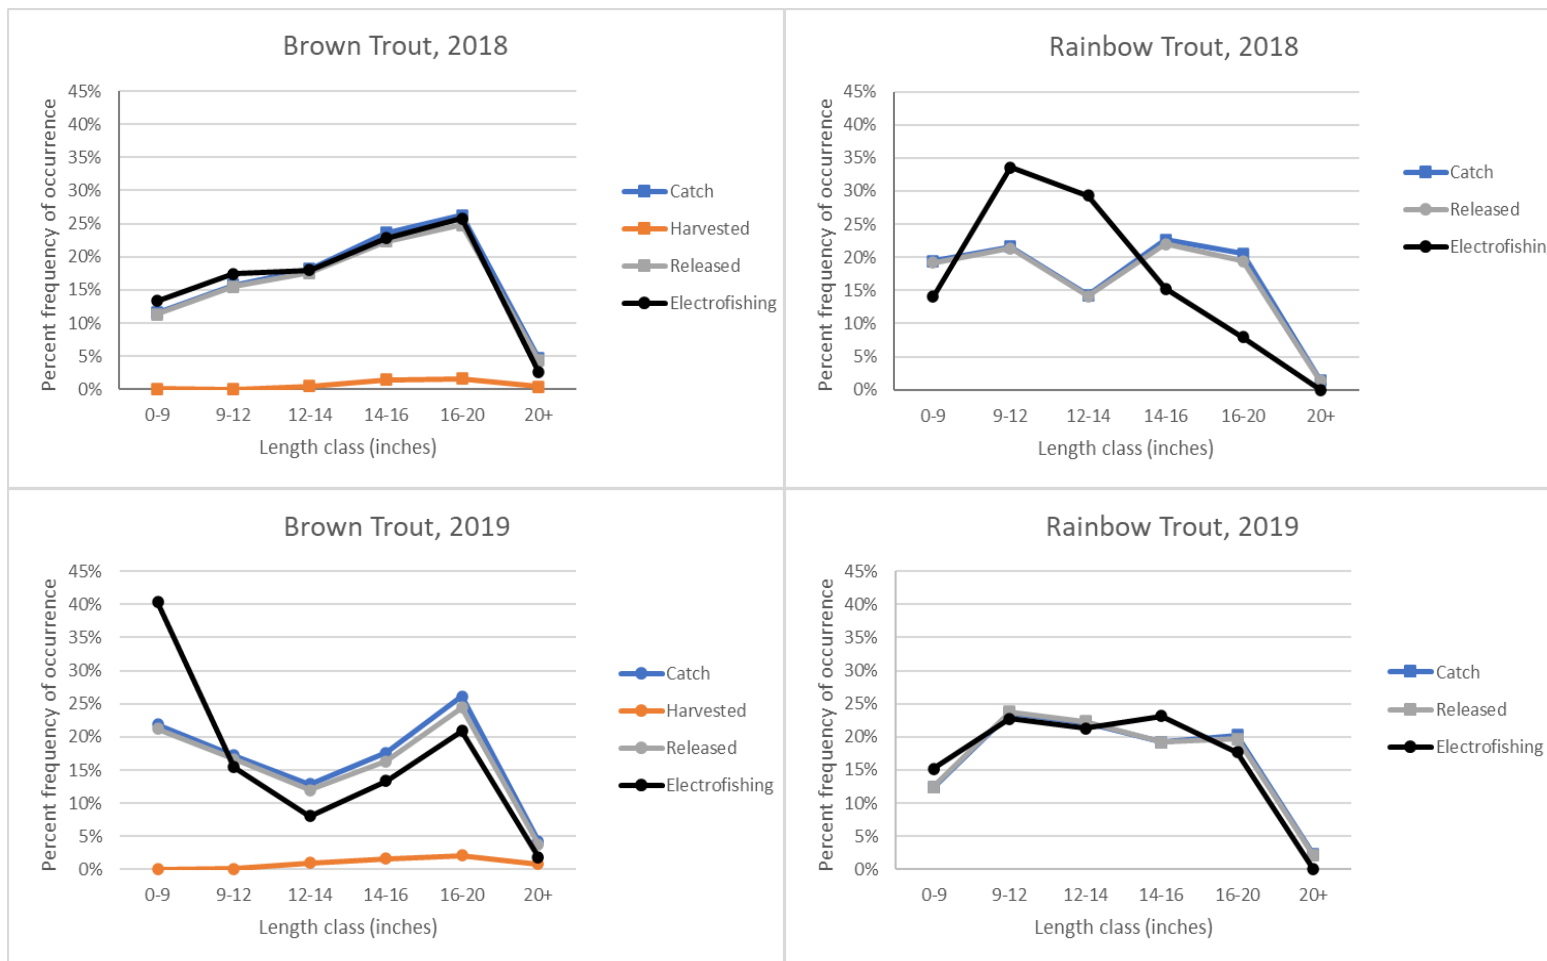 Brown Trout, 2018
Percent frequency of occurrence
45%
40%
35%
30%
25%
20%
15%
10%
5%
0%
0-9 9-12 12-14 14-16 16-20 20+
Length class (inches)
Catch
Harvested
Released
Electrofishing
Rainbow Trout, 2018
Percent frequency of occurrence
45%
40%
35%
30%
25%
20%
15%
10%
5%
0%
0-9 9-12 12-14 14-16 16-20 20+
Length class (inches)
Catch
Released
Electrofishing
Brown Trout, 2019
Percent frequency of occurrence
45%
40%
35%
30%
25%
20%
15%
10%
5%
0%
0-9 9-12 12-14 14-16 16-20 20+
Length class (inches)
Catch
Harvested
Released
Electrofishing
Rainbow Trout, 2019
Percent frequency of occurrence
45%
40%
35%
30%
25%
20%
15%
10%
5%
0%
0-9 9-12 12-14 14-16 16-20 20+
Length class (inches)
Catch
Released
Electrofishing